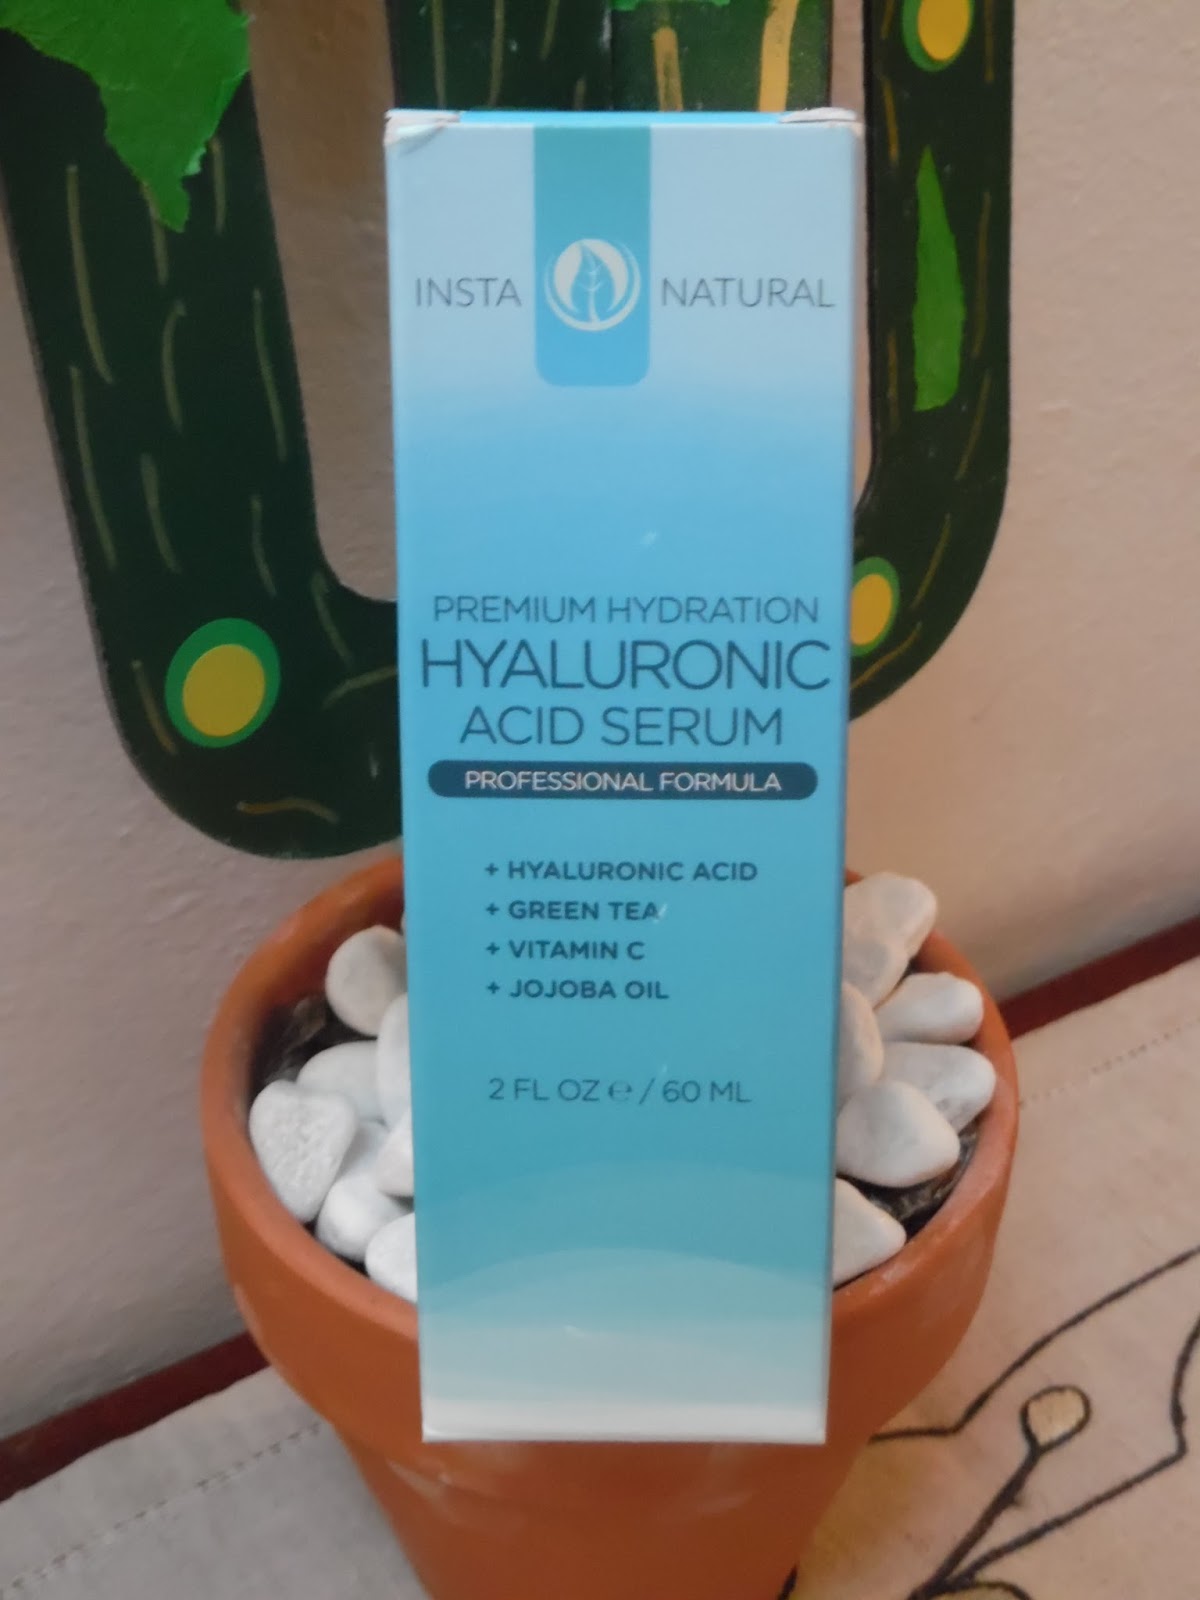 INSTA NATURAL
PREMIUM HYDRATION
HYALURONIC
ACID SERUM
PROFESSIONAL FORMULA
+ HYALURONIC ACID
+ GREEN TEA
+ VITAMIN C
+ JOJOBA OIL
2 FL OZ ℮ / 60 ML